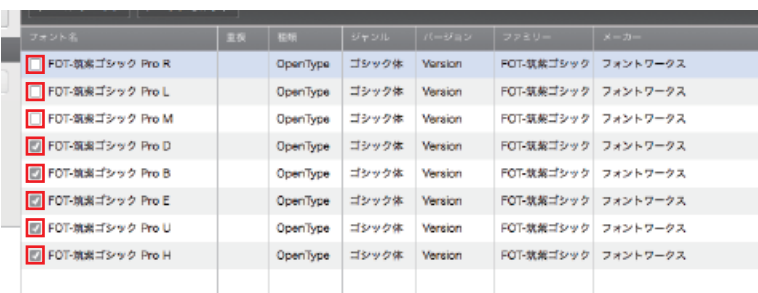 フォント名 重複 種類 ジャンル バージョン ファミリー メーカー
FOT-筑紫ゴシック Pro R OpenType ゴシック体 Version FOT-筑紫ゴシック フォントワークス
FOT-筑紫ゴシック Pro L OpenType ゴシック体 Version FOT-筑紫ゴシック フォントワークス
FOT-筑紫ゴシック Pro M OpenType ゴシック体 Version FOT-筑紫ゴシック フォントワークス
FOT-筑紫ゴシック Pro D OpenType ゴシック体 Version FOT-筑紫ゴシック フォントワークス
FOT-筑紫ゴシック Pro B OpenType ゴシック体 Version FOT-筑紫ゴシック フォントワークス
FOT-筑紫ゴシック Pro E OpenType ゴシック体 Version FOT-筑紫ゴシック フォントワークス
FOT-筑紫ゴシック Pro U OpenType ゴシック体 Version FOT-筑紫ゴシック フォントワークス
FOT-筑紫ゴシック Pro H OpenType ゴシック体 Version FOT-筑紫ゴシック フォントワークス